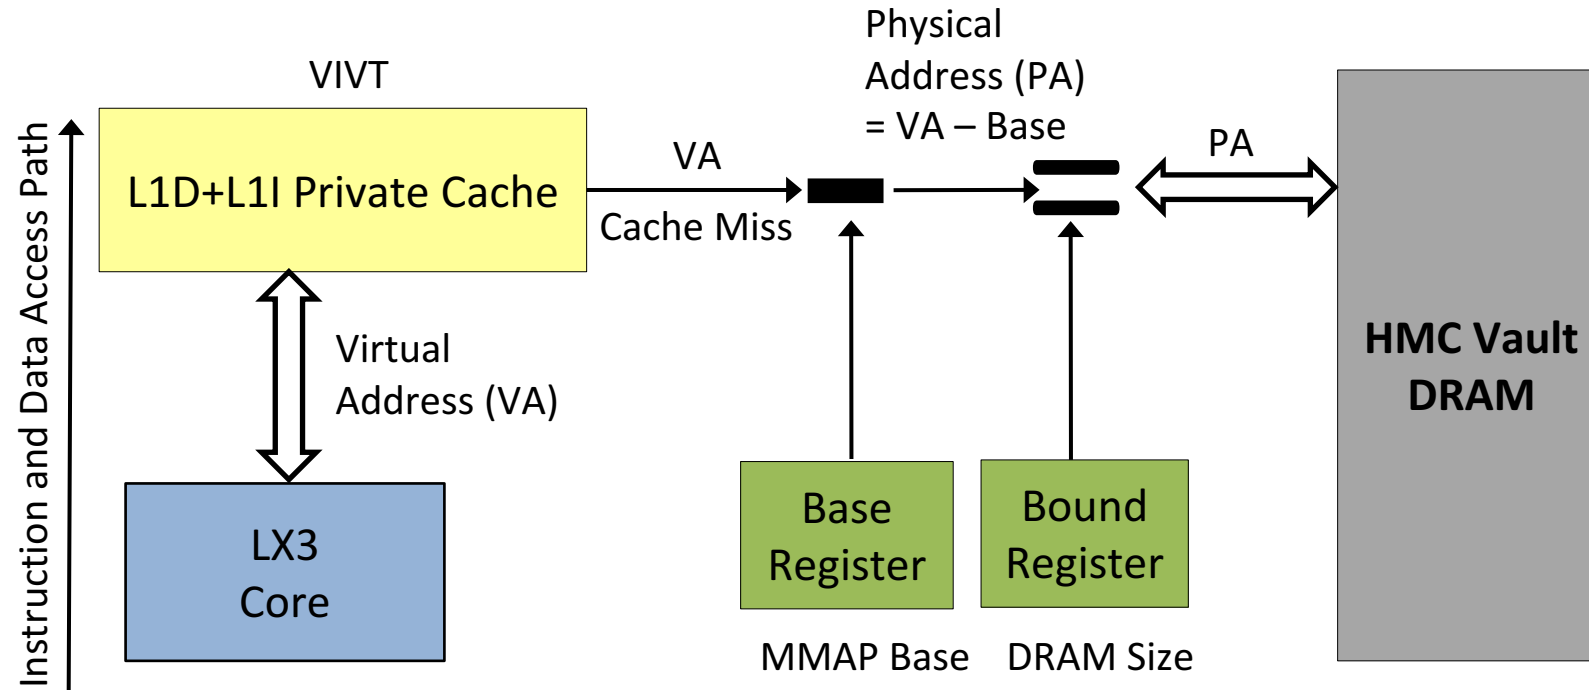 Instruction and Data Access Path
VIVT
L1D+L1I Private Cache
Virtual
Address (VA)
LX3
Core
VA
Cache Miss
Physical
Address (PA)
= VA – Base
PA
Base
Register
MMAP Base
Bound
Register
DRAM Size
HMC Vault
DRAM